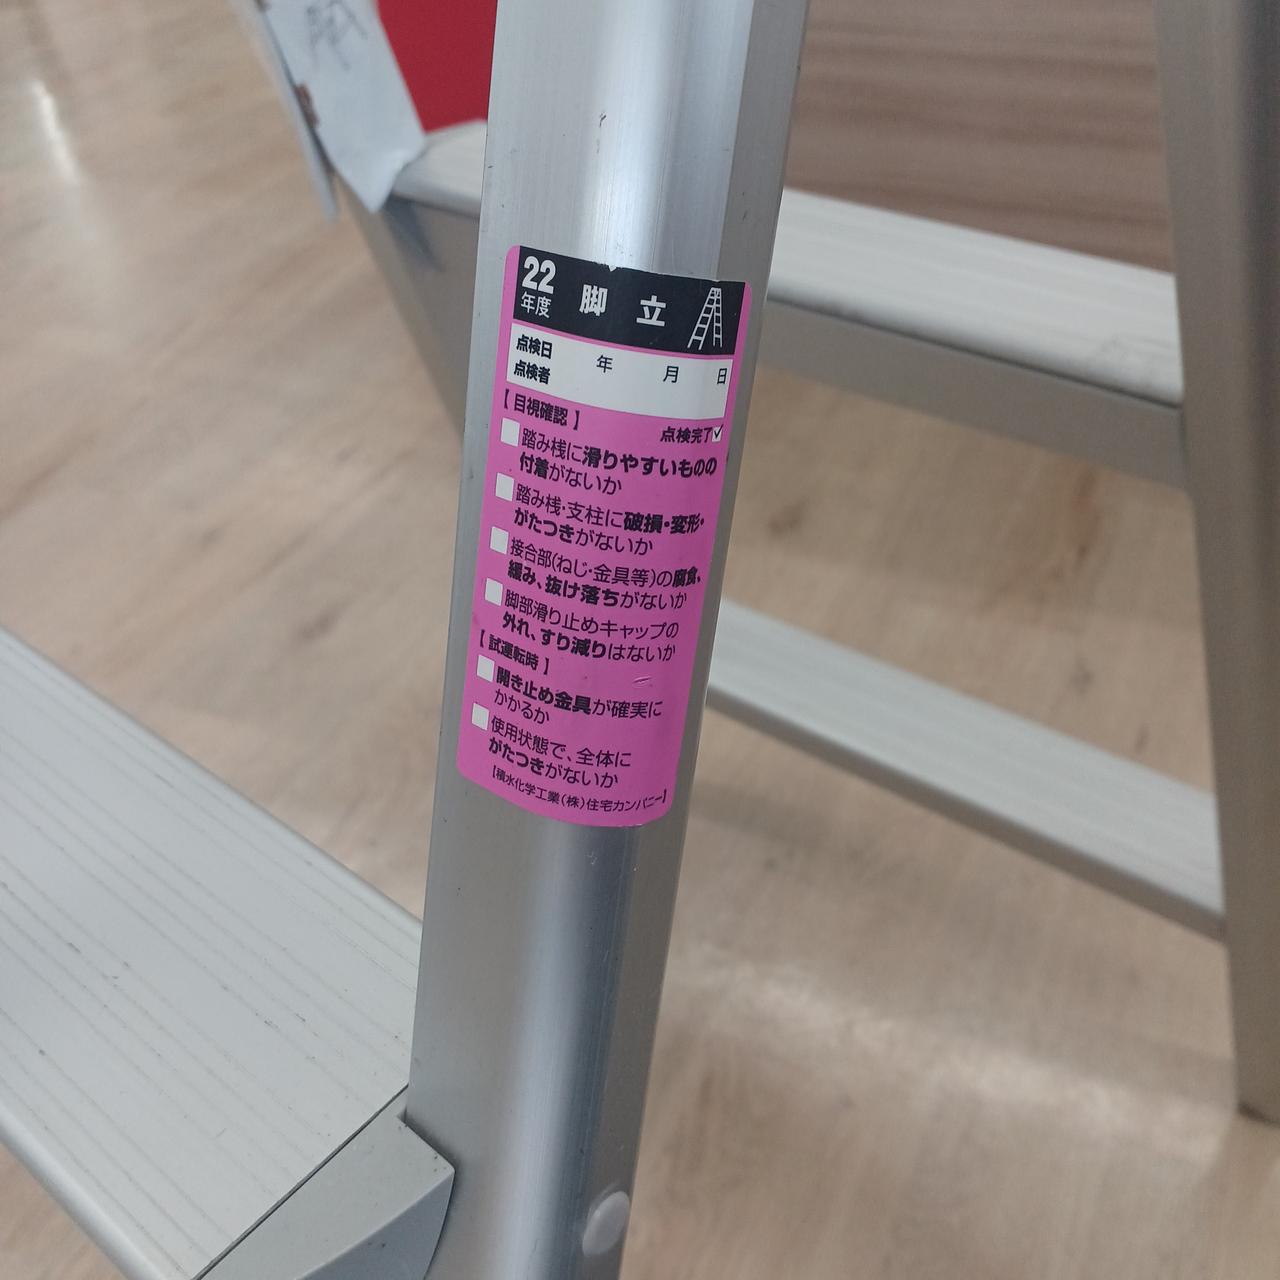 22
年度
脚 立
点検日 年 月 日
点検者
【目視確認】
点検完了✓
踏み桟に滑りやすいものの
付着がないか
踏み桟・支柱に破損・変形・
がたつきがないか
接合部(ねじ・金具等)の腐食、
緩み、抜け落ちがないか
脚部滑り止めキャップの
外れ、すり減りはないか
【試運転時】
開き止め金具が確実に
かかるか
使用状態で、全体に
がたつきがないか
【積水化学工業(株)住宅カンパニー】